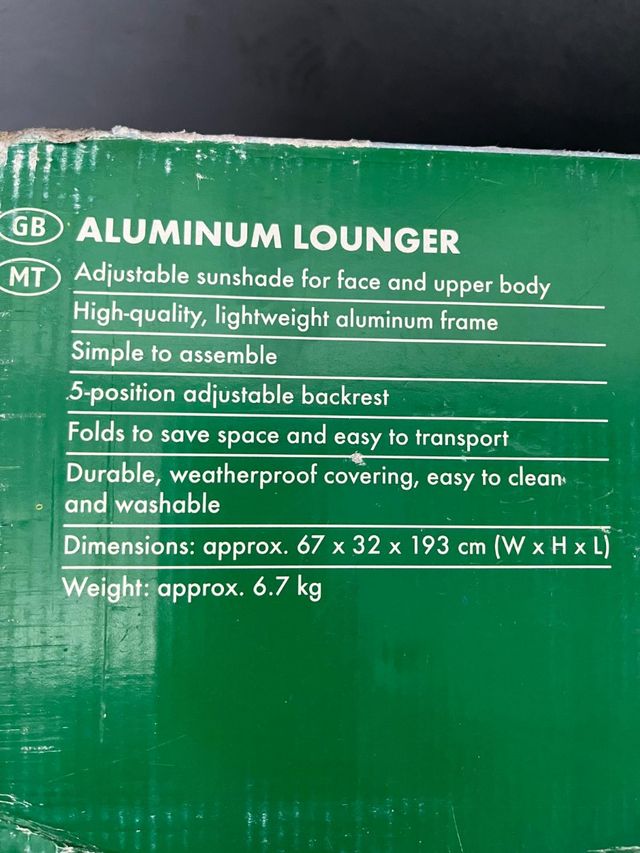 GB ALUMINUM LOUNGER
MT Adjustable sunshade for face and upper body
High-quality, lightweight aluminum frame
Simple to assemble
5-position adjustable backrest
Folds to save space and easy to transport
Durable, weatherproof covering, easy to clean
and washable
Dimensions: approx. 67 x 32 x 193 cm (W x H x L)
Weight: approx. 6.7 kg